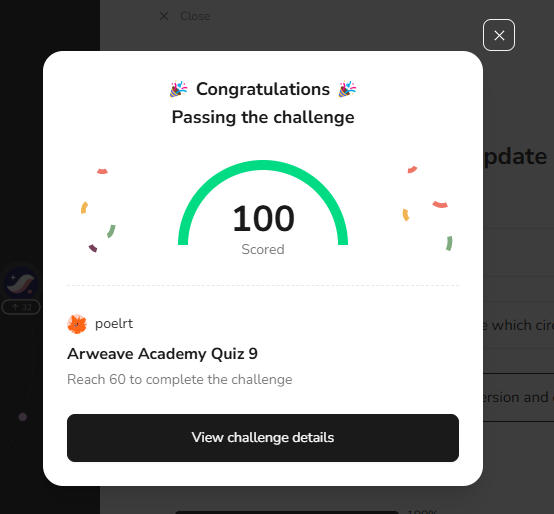 Close
Congratulations
Passing the challenge
pdate
100
Scored
32
poelrt
e which circ
Arweave Academy Quiz 9
Reach 60 to complete the challenge
ersion and
View challenge details
100%